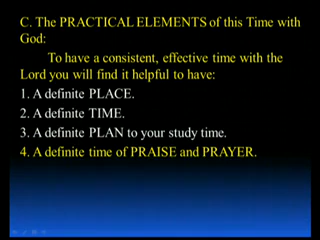 C. The PRACTICAL ELEMENTS of this Time with
God:
To have a consistent, effective time with the
Lord you will find it helpful to have:
1. A definite PLACE.
2. A definite TIME.
3. A definite PLAN to your study time.
4. A definite time of PRAISE and PRAYER.